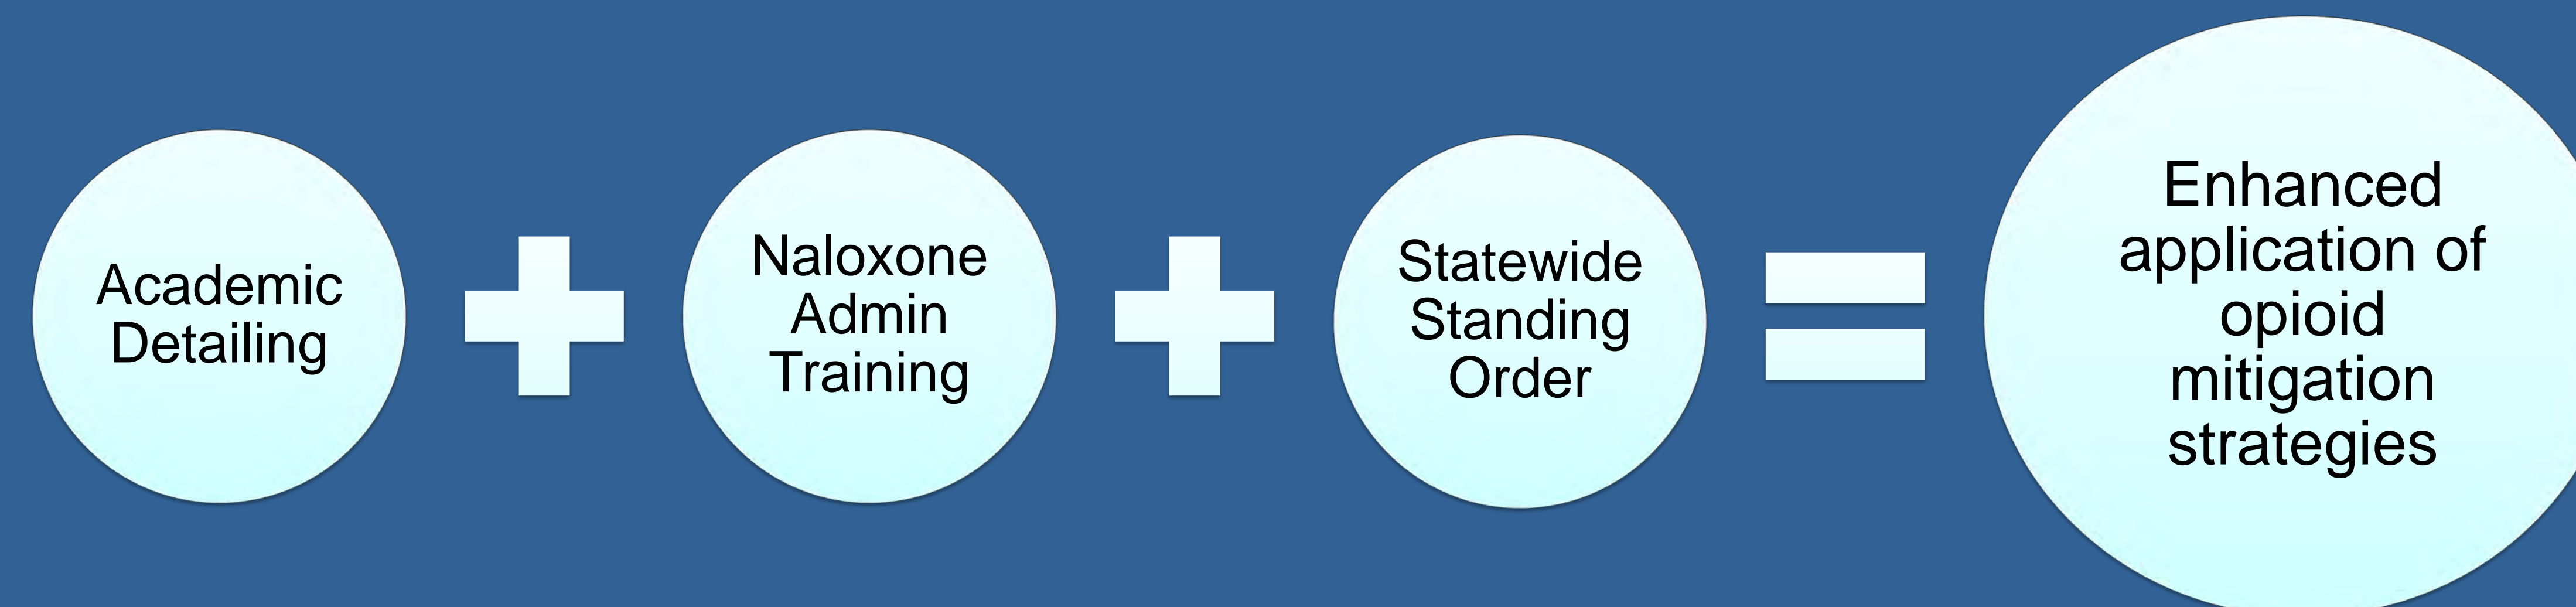 Academic
Detailing
Naloxone
Admin
Training
Statewide
Standing
Order
Enhanced
application of
opioid
mitigation
strategies